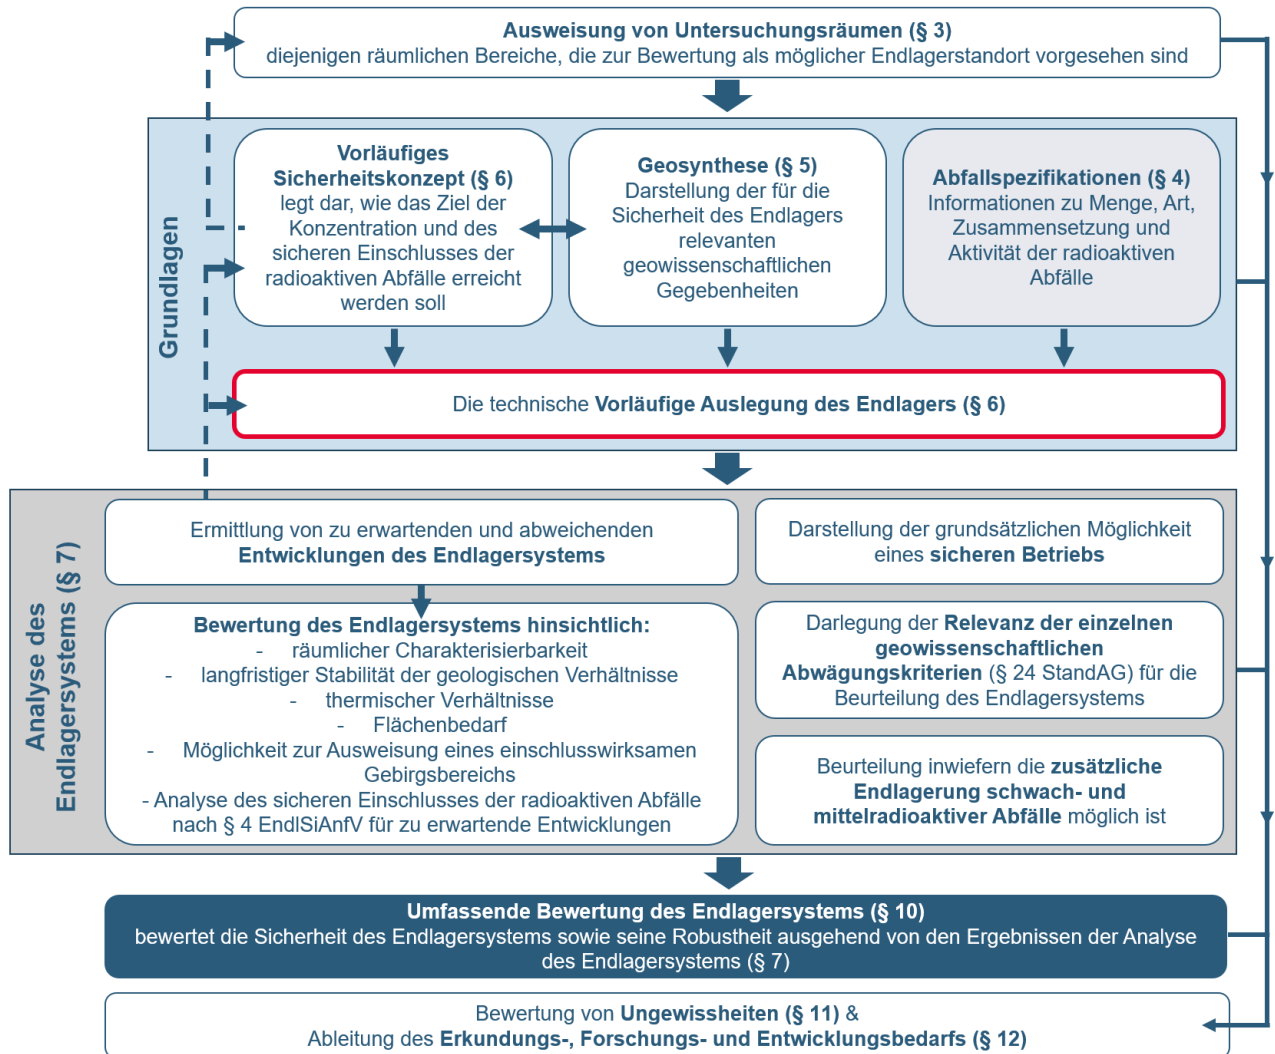 Ausweisung von Untersuchungsräumen (§ 3)
diejenigen räumlichen Bereiche, die zur Bewertung als möglicher Endlagerstandort vorgesehen sind
Grundlagen
Vorläufiges
Sicherheitskonzept (§ 6)
legt dar, wie das Ziel der
Konzentration und des
sicheren Einschlusses der
radioaktiven Abfälle erreicht
werden soll
Geosynthese (§ 5)
Darstellung der für die
Sicherheit des Endlagers
relevanten
geowissenschaftlichen
Gegebenheiten
Abfallspezifikationen (§ 4)
Informationen zu Menge, Art,
Zusammensetzung und
Aktivität der radioaktiven
Abfälle
Die technische Vorläufige Auslegung des Endlagers (§ 6)
Analyse des
Endlagersystems (§ 7)
Ermittlung von zu erwartenden und abweichenden
Entwicklungen des Endlagersystems
Bewertung des Endlagersystems hinsichtlich:
- räumlicher Charakterisierbarkeit
- langfristiger Stabilität der geologischen Verhältnisse
- thermischer Verhältnisse
- Flächenbedarf
- Möglichkeit zur Ausweisung eines einschlusswirksamen
Gebirgsbereichs
- Analyse des sicheren Einschlusses der radioaktiven Abfälle
nach § 4 EndlSiAnfV für zu erwartende Entwicklungen
Darstellung der grundsätzlichen Möglichkeit
eines sicheren Betriebs
Darlegung der Relevanz der einzelnen
geowissenschaftlichen
Abwägungskriterien (§ 24 StandAG) für die
Beurteilung des Endlagersystems
Beurteilung inwiefern die zusätzliche
Endlagerung schwach- und
mittelradioaktiver Abfälle möglich ist
Umfassende Bewertung des Endlagersystems (§ 10)
bewertet die Sicherheit des Endlagersystems sowie seine Robustheit ausgehend von den Ergebnissen der Analyse
des Endlagersystems (§ 7)
Bewertung von Ungewissheiten (§ 11) &
Ableitung des Erkundungs-, Forschungs- und Entwicklungsbedarfs (§ 12)